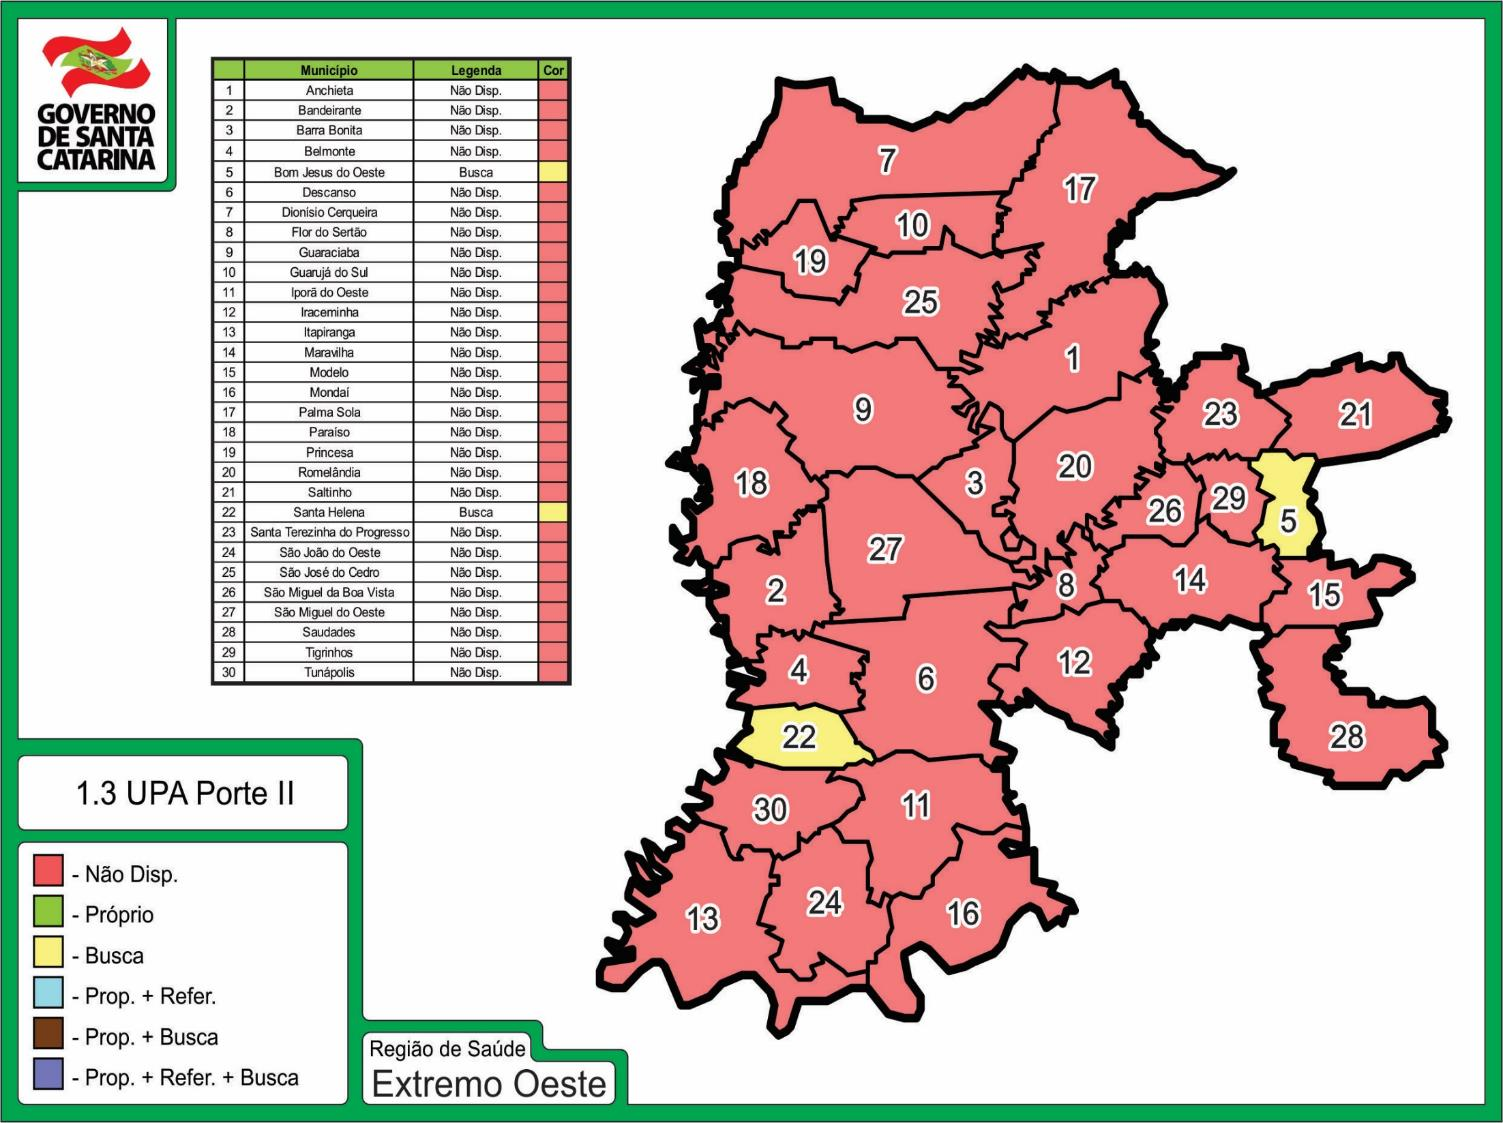 GOVERNO
DE SANTA
CATARINA
Município Legenda Cor
1 Anchieta Não Disp.
2 Bandeirante Não Disp.
3 Barra Bonita Não Disp.
4 Belmonte Não Disp.
5 Bom Jesus do Oeste Busca
6 Descanso Não Disp.
7 Dionísio Cerqueira Não Disp.
8 Flor do Sertão Não Disp.
9 Guaraciaba Não Disp.
10 Guarujá do Sul Não Disp.
11 Iporã do Oeste Não Disp.
12 Iraceminha Não Disp.
13 Itapiranga Não Disp.
14 Maravilha Não Disp.
15 Modelo Não Disp.
16 Mondaí Não Disp.
17 Palma Sola Não Disp.
18 Paraíso Não Disp.
19 Princesa Não Disp.
20 Romelândia Não Disp.
21 Saltinho Não Disp.
22 Santa Helena Busca
23 Santa Terezinha do Progresso Não Disp.
24 São João do Oeste Não Disp.
25 São José do Cedro Não Disp.
26 São Miguel da Boa Vista Não Disp.
27 São Miguel do Oeste Não Disp.
28 Saudades Não Disp.
29 Tigrinhos Não Disp.
30 Tunápolis Não Disp.
7
17
10
19
25
1
9
23
21
18
3
20
26
29
5
27
2
8
14
15
4
6
12
22
28
30
11
13
24
16
1.3 UPA Porte II
- Não Disp.
- Próprio
- Busca
- Prop. + Refer.
- Prop. + Busca
- Prop. + Refer. + Busca
Região de Saúde
Extremo Oeste